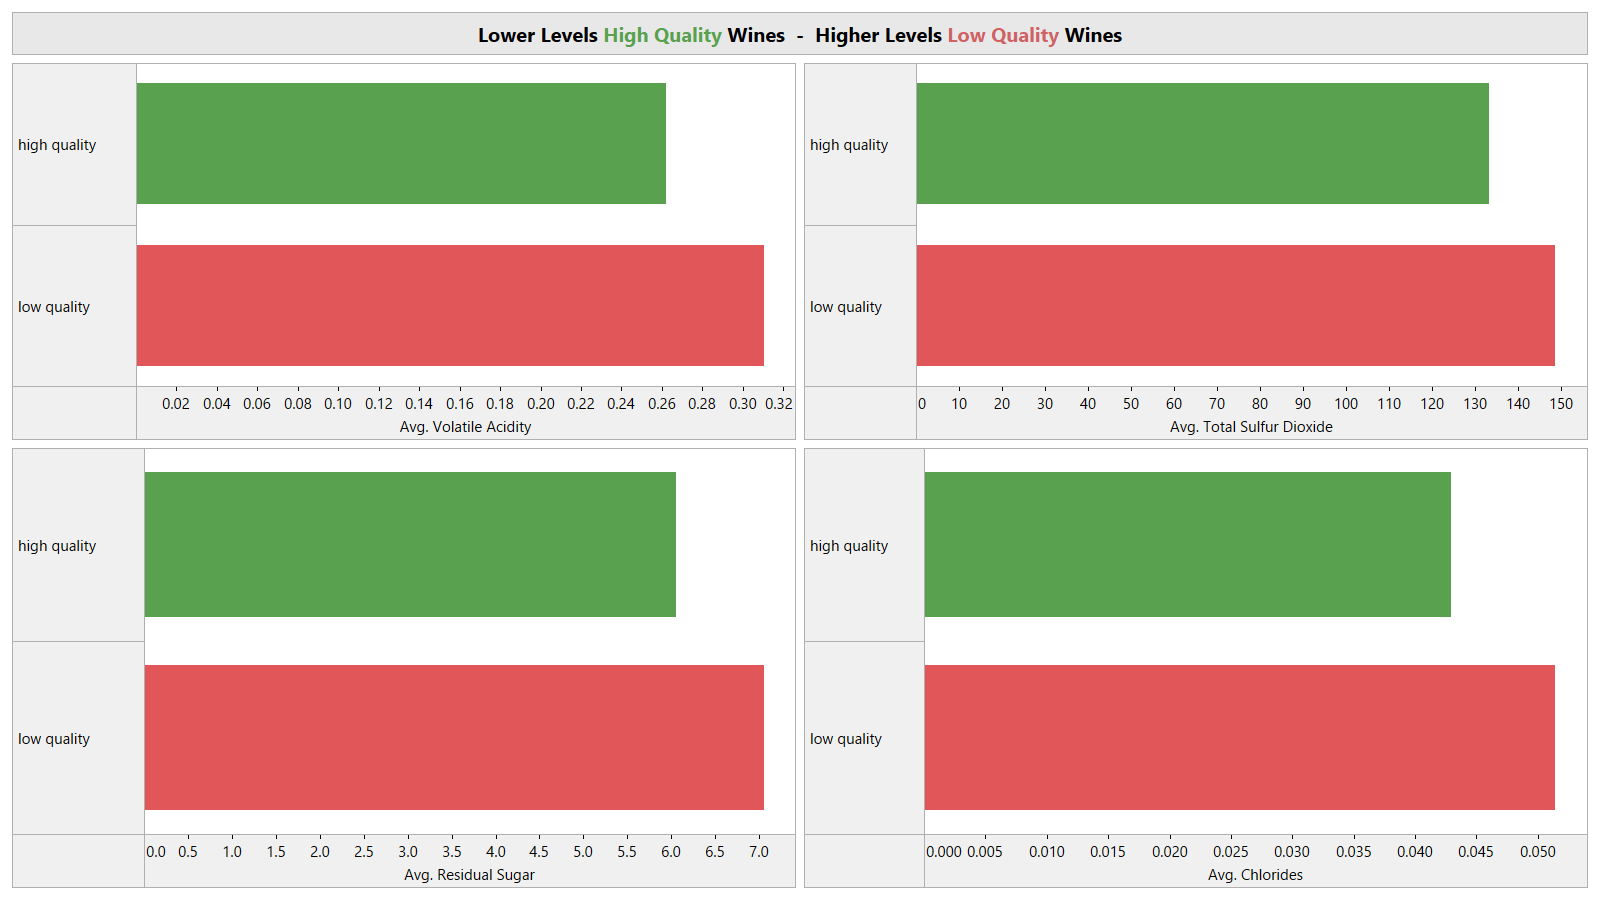 Lower Levels High Quality Wines - Higher Levels Low Quality Wines
high quality
low quality
0.02 0.04 0.06 0.08 0.10 0.12 0.14 0.16 0.18 0.20 0.22 0.24 0.26 0.28 0.30 0.32
Avg. Volatile Acidity
high quality
low quality
0 10 20 30 40 50 60 70 80 90 100 110 120 130 140 150
Avg. Total Sulfur Dioxide
high quality
low quality
0.0 0.5 1.0 1.5 2.0 2.5 3.0 3.5 4.0 4.5 5.0 5.5 6.0 6.5 7.0
Avg. Residual Sugar
high quality
low quality
0.000 0.005 0.010 0.015 0.020 0.025 0.030 0.035 0.040 0.045 0.050
Avg. Chlorides